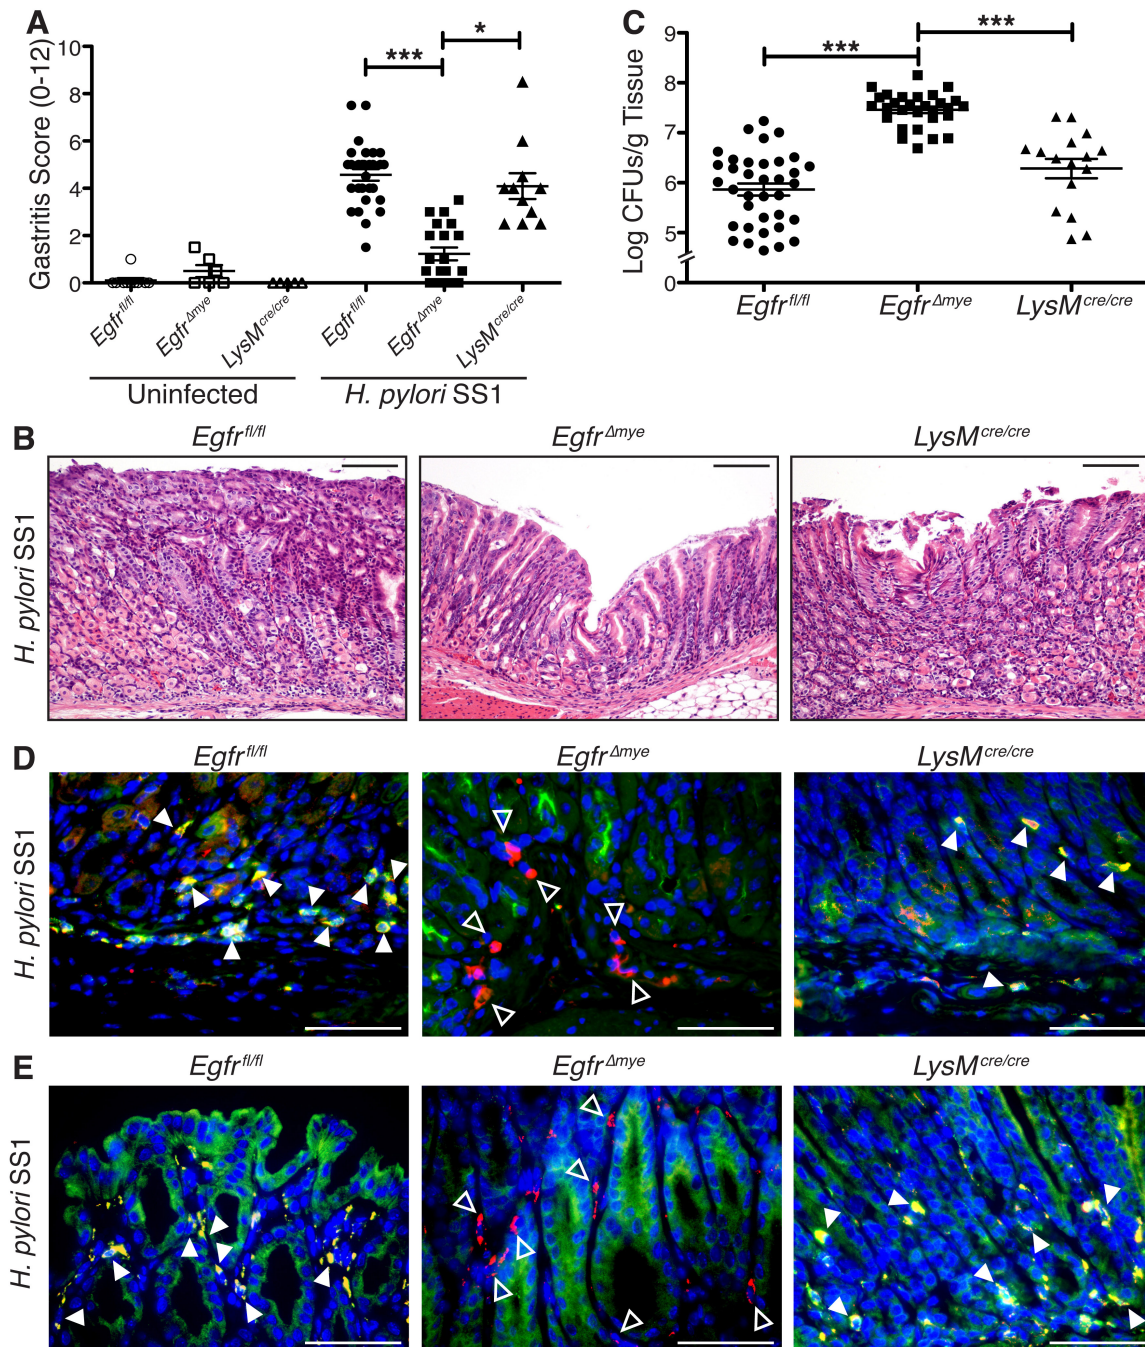 A
Gastritis Score (0-12)
10
8
6
4
2
0
***
*
Egfr fl/fl
Egfr Δmye
LysM cre/cre
Egfr fl/fl
Egfr Δmye
LysM cre/cre
Uninfected
H. pylori SS1
C
Log CFUs/g Tissue
9
8
7
6
5
0
***
***
Egfr fl/fl
Egfr Δmye
LysM cre/cre
B
Egfr fl/fl
Egfr Δmye
LysM cre/cre
H. pylori SS1
D
Egfr fl/fl
Egfr Δmye
LysM cre/cre
H. pylori SS1
E
Egfr fl/fl
Egfr Δmye
LysM cre/cre
H. pylori SS1